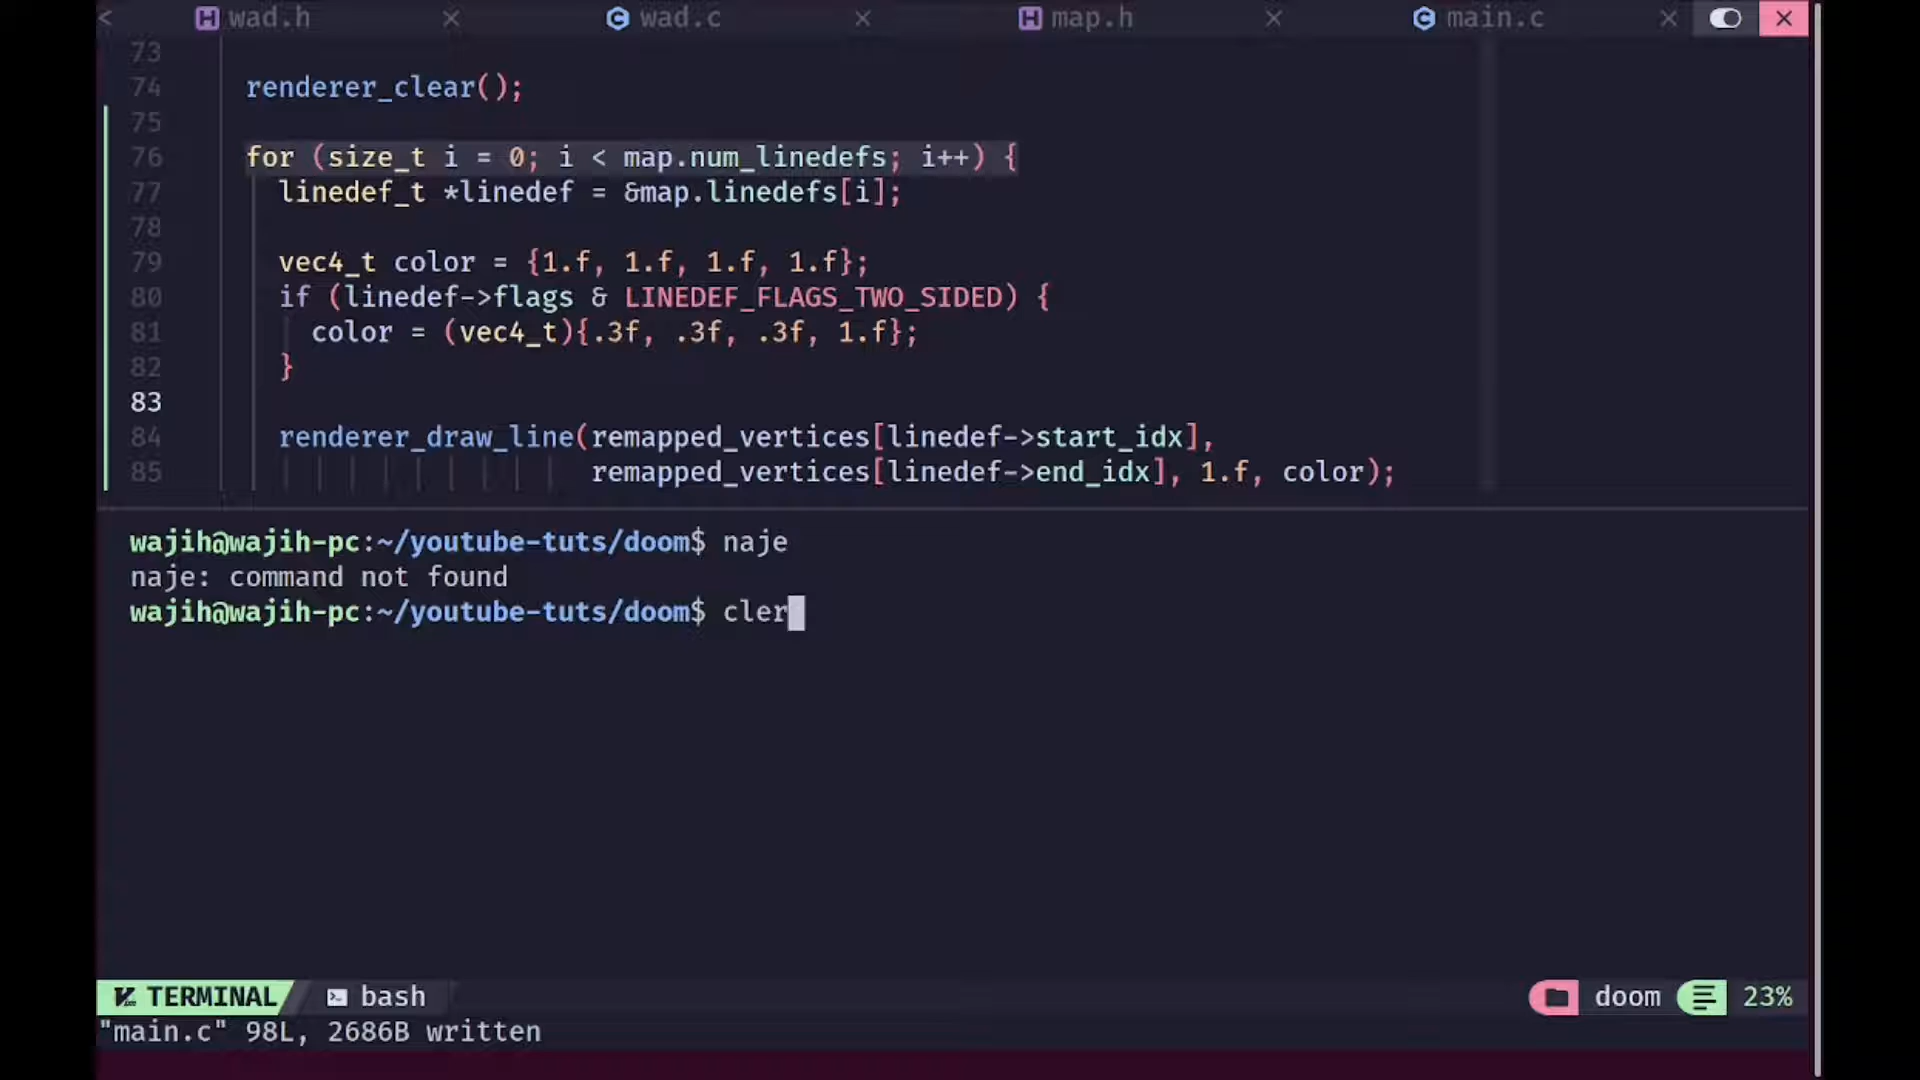 < H wad.h × C wad.c × H map.h × C main.c × ×
73
74 renderer_clear();
75
76 for (size_t i = 0; i < map.num_linedefs; i++) {
77 linedef_t *linedef = &map.linedefs[i];
78
79 vec4_t color = {1.f, 1.f, 1.f, 1.f};
80 if (linedef->flags & LINEDEF_FLAGS_TWO_SIDED) {
81 color = (vec4_t){.3f, .3f, .3f, 1.f};
82 }
83
84 renderer_draw_line(remapped_vertices[linedef->start_idx],
85 remapped_vertices[linedef->end_idx], 1.f, color);
wajih@wajih-pc:~/youtube-tuts/doom$ naje
naje: command not found
wajih@wajih-pc:~/youtube-tuts/doom$ cler
TERMINAL bash doom 23%
"main.c" 98L, 2686B written